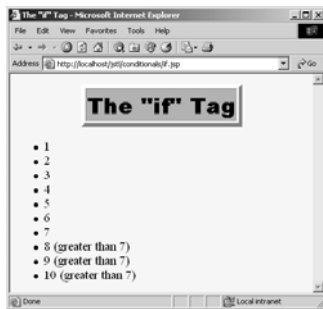 The "if" Tag - Microsoft Internet Explorer
File Edit View Favorites Tools Help
Address http://localhost/jstl/conditionals/if.jsp Go
The "if" Tag
• 1
• 2
• 3
• 4
• 5
• 6
• 7
• 8 (greater than 7)
• 9 (greater than 7)
• 10 (greater than 7)
Done Local intranet